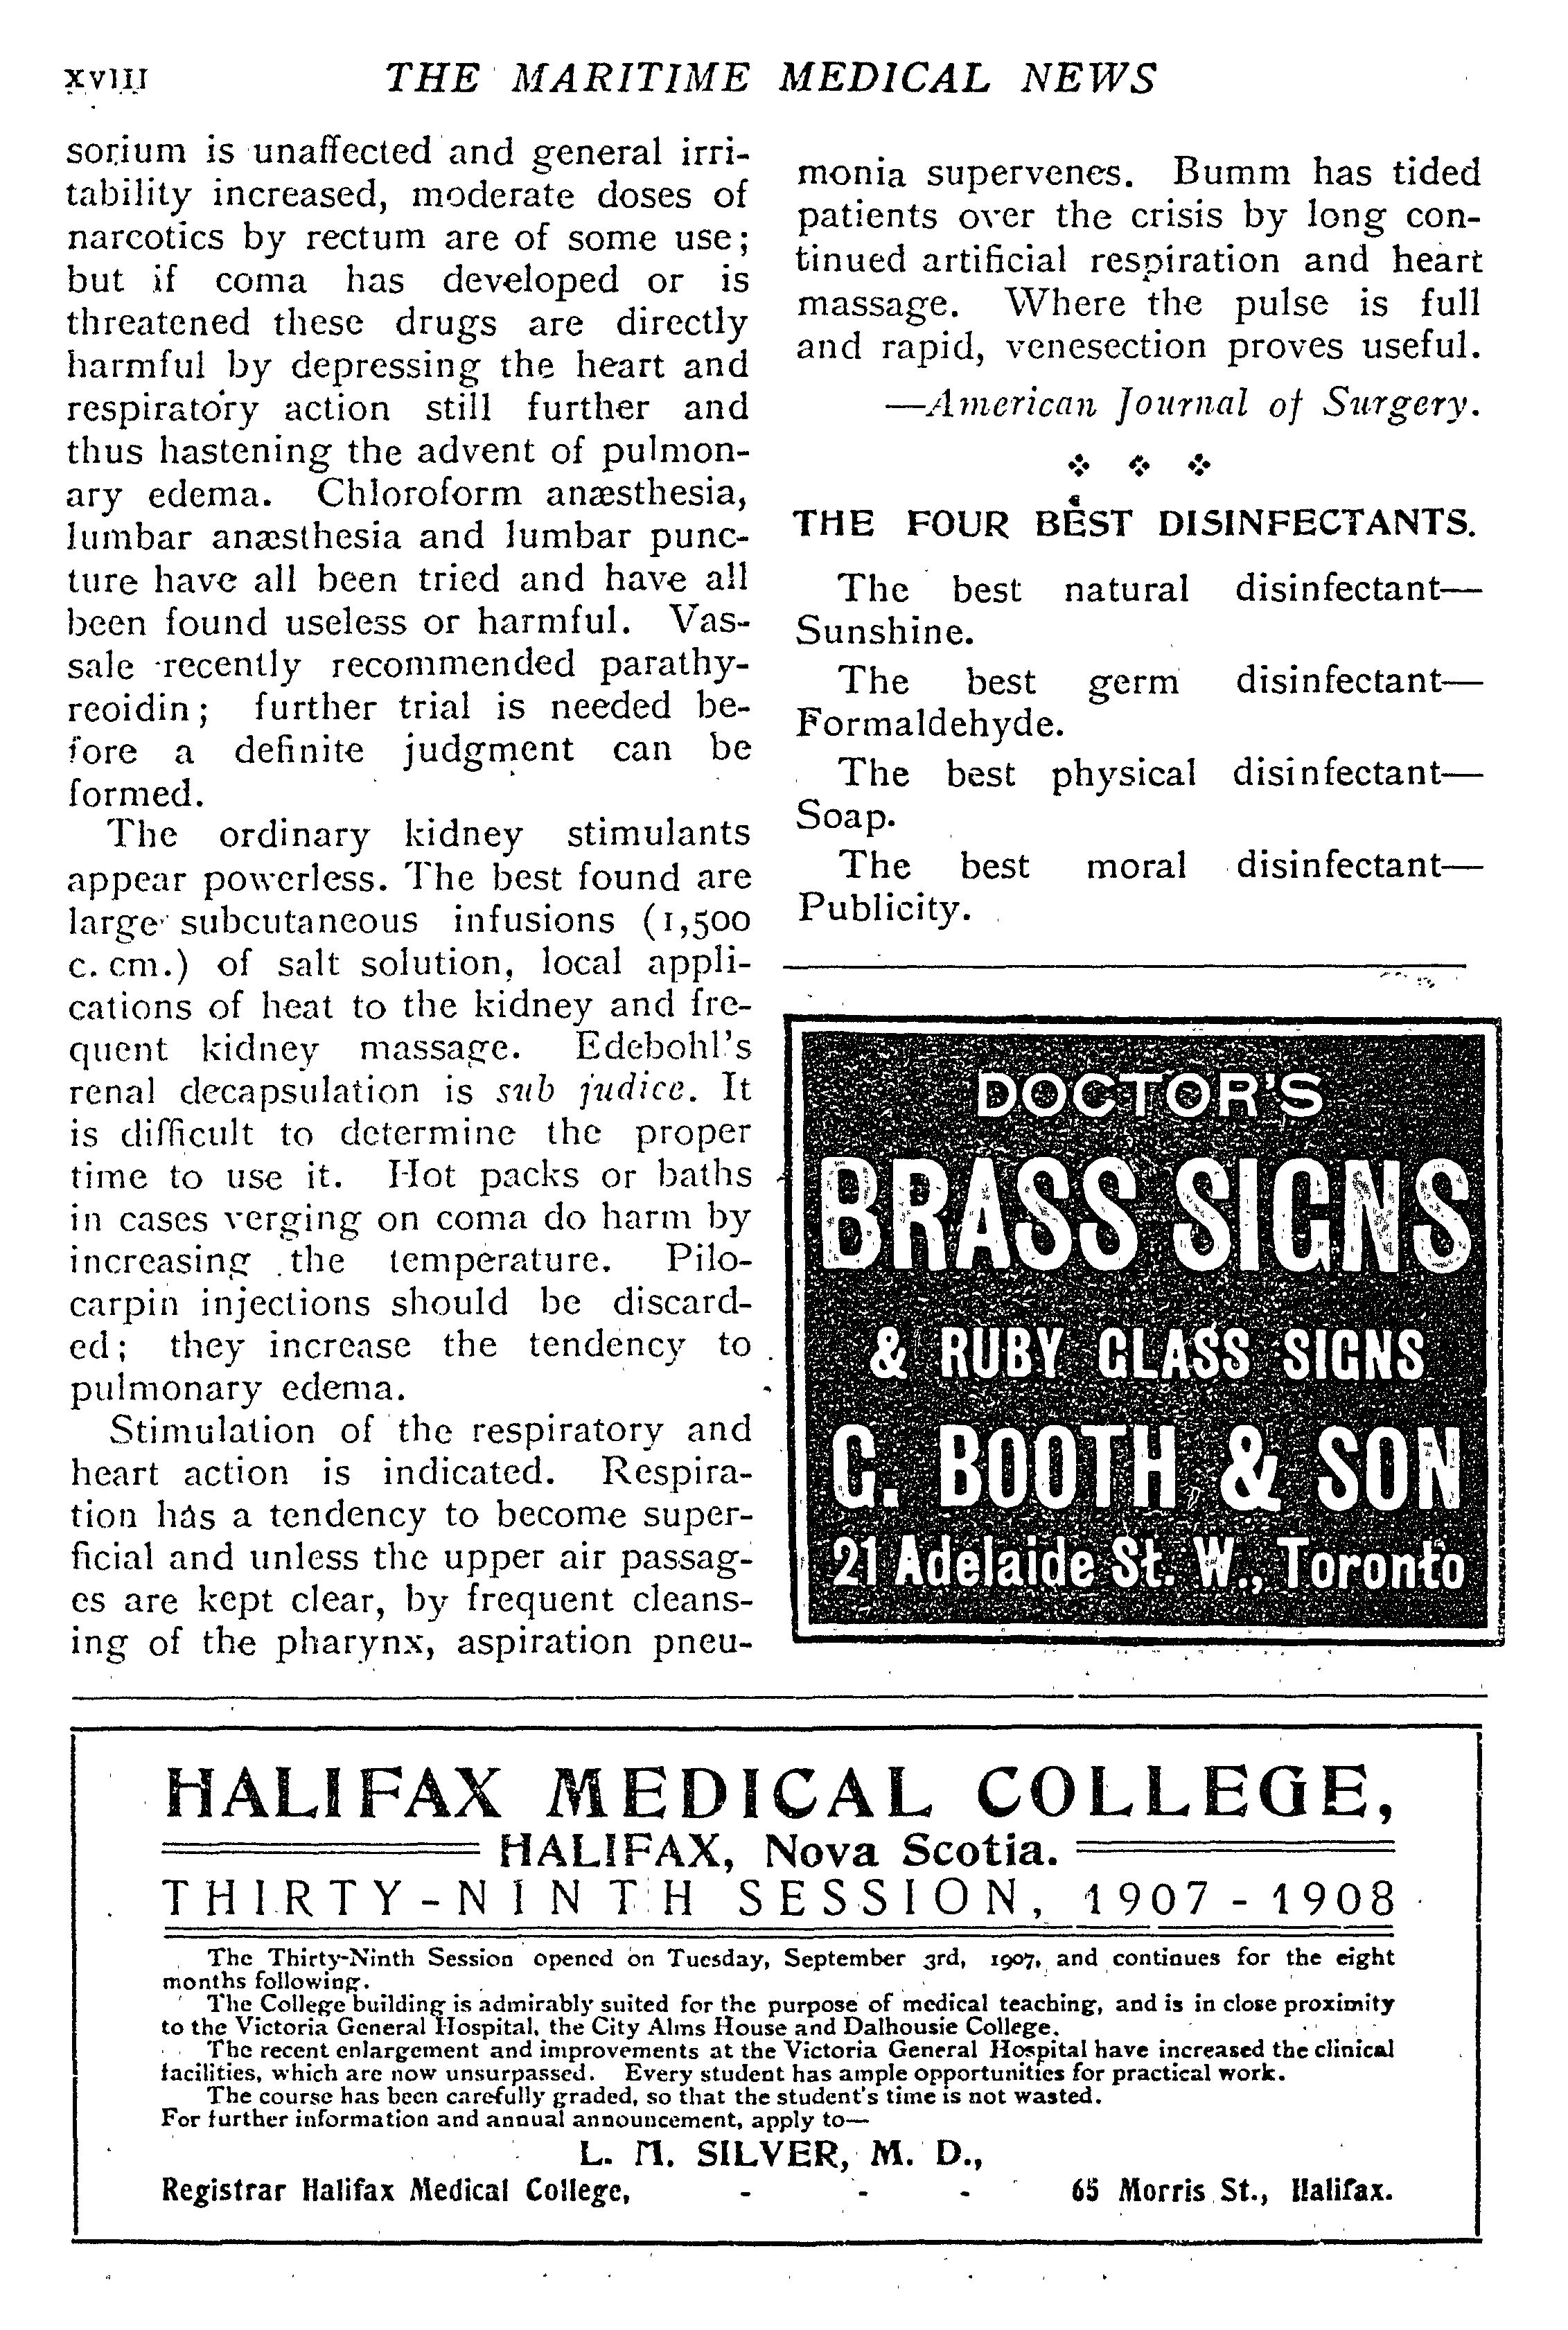 xviii THE MARITIME MEDICAL NEWS
sorium is unaffected and general irri-
tability increased, moderate doses of
narcotics by rectum are of some use;
but if coma has developed or is
threatened these drugs are directly
harmful by depressing the heart and
respiratory action still further and
thus hastening the advent of pulmon-
ary edema. Chloroform anæsthesia,
lumbar anæsthesia and lumbar punc-
ture have all been tried and have all
been found useless or harmful. Vas-
sale recently recommended parathy-
reoidin; further trial is needed be-
fore a definite judgment can be
formed.
The ordinary kidney stimulants
appear powerless. The best found are
large subcutaneous infusions (1,500
c. cm.) of salt solution, local appli-
cations of heat to the kidney and fre-
quent kidney massage. Edebohl's
renal decapsulation is sub judice. It
is difficult to determine the proper
time to use it. Hot packs or baths
in cases verging on coma do harm by
increasing the temperature. Pilo-
carpin injections should be discard-
ed; they increase the tendency to
pulmonary edema.
Stimulation of the respiratory and
heart action is indicated. Respira-
tion has a tendency to become super-
ficial and unless the upper air passag-
es are kept clear, by frequent cleans-
ing of the pharynx, aspiration pneu-
monia supervenes. Bumm has tided
patients over the crisis by long con-
tinued artificial respiration and heart
massage. Where the pulse is full
and rapid, venesection proves useful.
—American Journal of Surgery.
THE FOUR BEST DISINFECTANTS.
The best natural disinfectant—
Sunshine.
The best germ disinfectant—
Formaldehyde.
The best physical disinfectant—
Soap.
The best moral disinfectant—
Publicity.
DOCTOR'S
BRASS SIGNS
& RUBY GLASS SIGNS
C. BOOTH & SON
21 Adelaide St. W., Toronto
HALIFAX MEDICAL COLLEGE,
HALIFAX, Nova Scotia.
THIRTY-NINTH SESSION, 1907-1908
The Thirty-Ninth Session opened on Tuesday, September 3rd, 1907, and continues for the eight
months following.
The College building is admirably suited for the purpose of medical teaching, and is in close proximity
to the Victoria General Hospital, the City Alms House and Dalhousie College.
The recent enlargement and improvements at the Victoria General Hospital have increased the clinical
facilities, which are now unsurpassed. Every student has ample opportunities for practical work.
The course has been carefully graded, so that the student's time is not wasted.
For further information and annual announcement, apply to—
L. M. SILVER, M. D.,
Registrar Halifax Medical College, - - - 65 Morris St., Halifax.